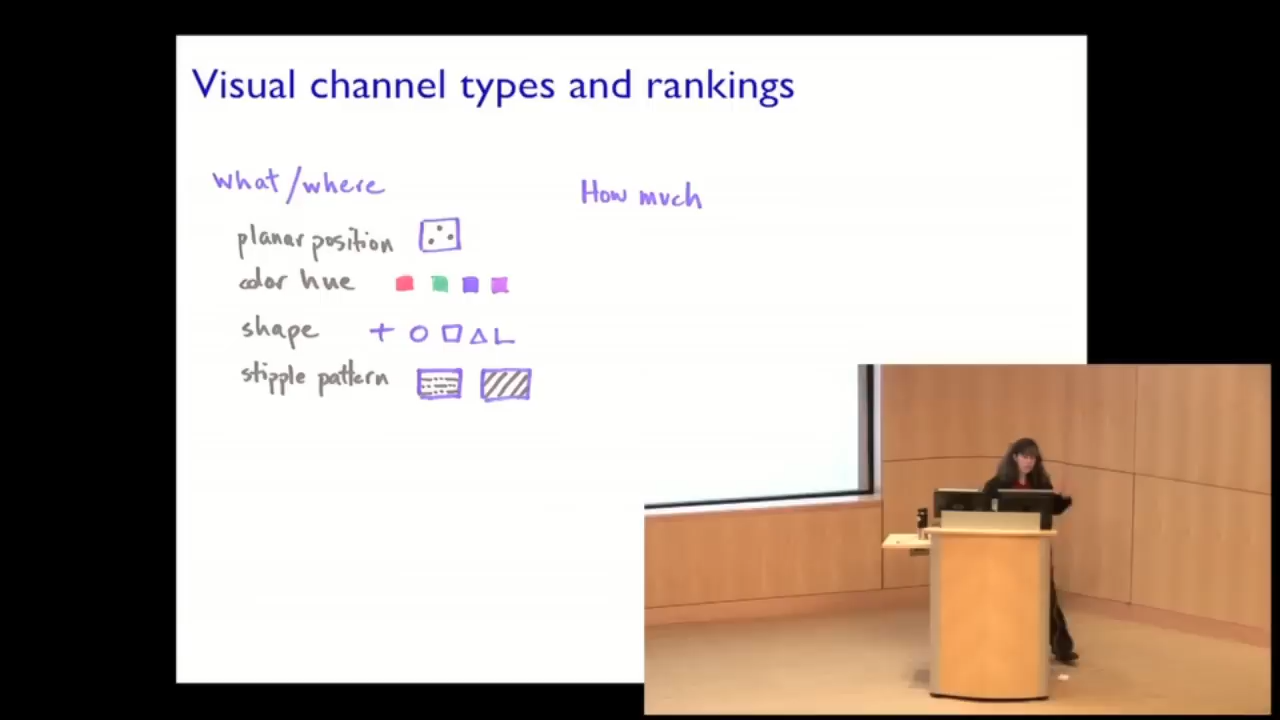 Visual channel types and rankings
what/where
How much
planar position
color hue
shape
stipple pattern